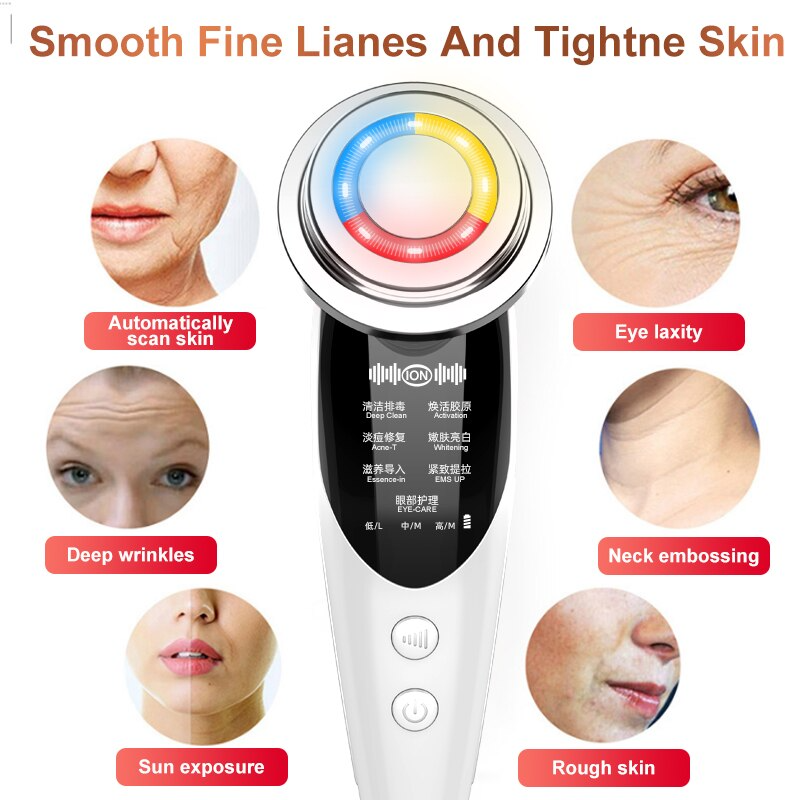 Smooth Fine Lianes And Tightne Skin
Automatically
scan skin
Eye laxity
ION
清洁排毒 焕活胶原
Deep Clean Activation
淡痘修复 嫩肤亮白
Acne-T Whitening
滋养导入 紧致提拉
Essence-in EMS UP
眼部护理
EYE-CARE
低/L 中/M 高/M
Deep wrinkles
Neck embossing
Sun exposure
Rough skin